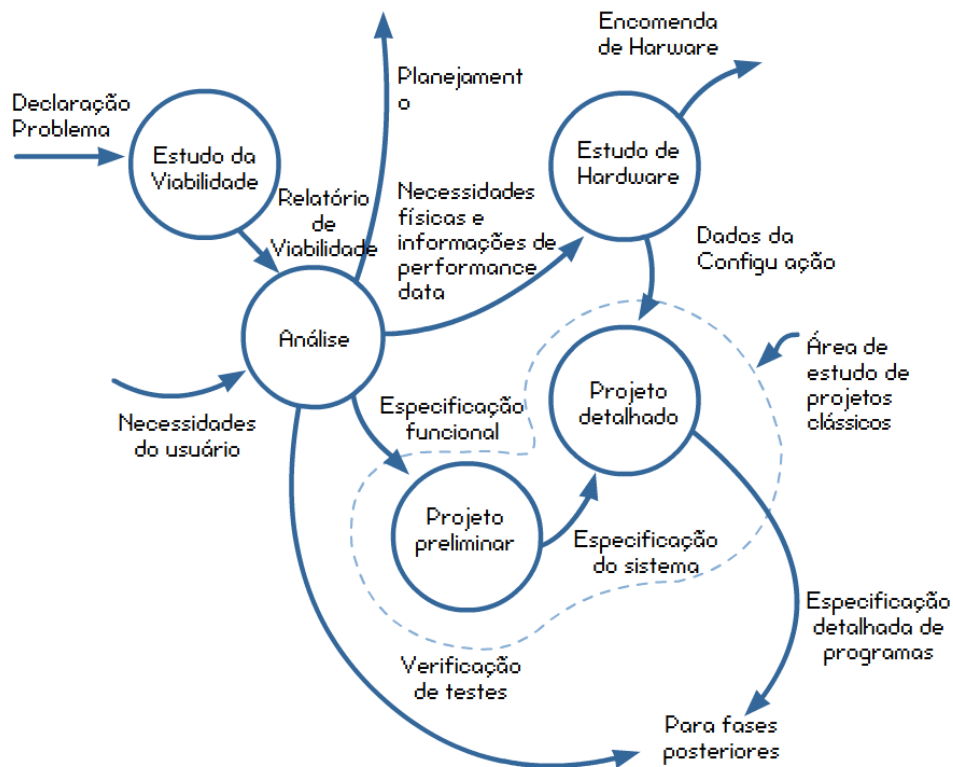 Encomenda
de Harware
Planejament
o
Declaração
Problema
Estudo da
Viabilidade
Estudo de
Hardware
Relatório
de
Viabilidade
Necessidades
físicas e
informações de
performance
data
Dados da
Configu ação
Análise
Área de
estudo de
projetos
clássicos
Projeto
detalhado
Necessidades
do usuário
Especificação
funcional
Projeto
preliminar
Especificação
do sistema
Especificação
detalhada de
programas
Verificação
de testes
Para fases
posteriores